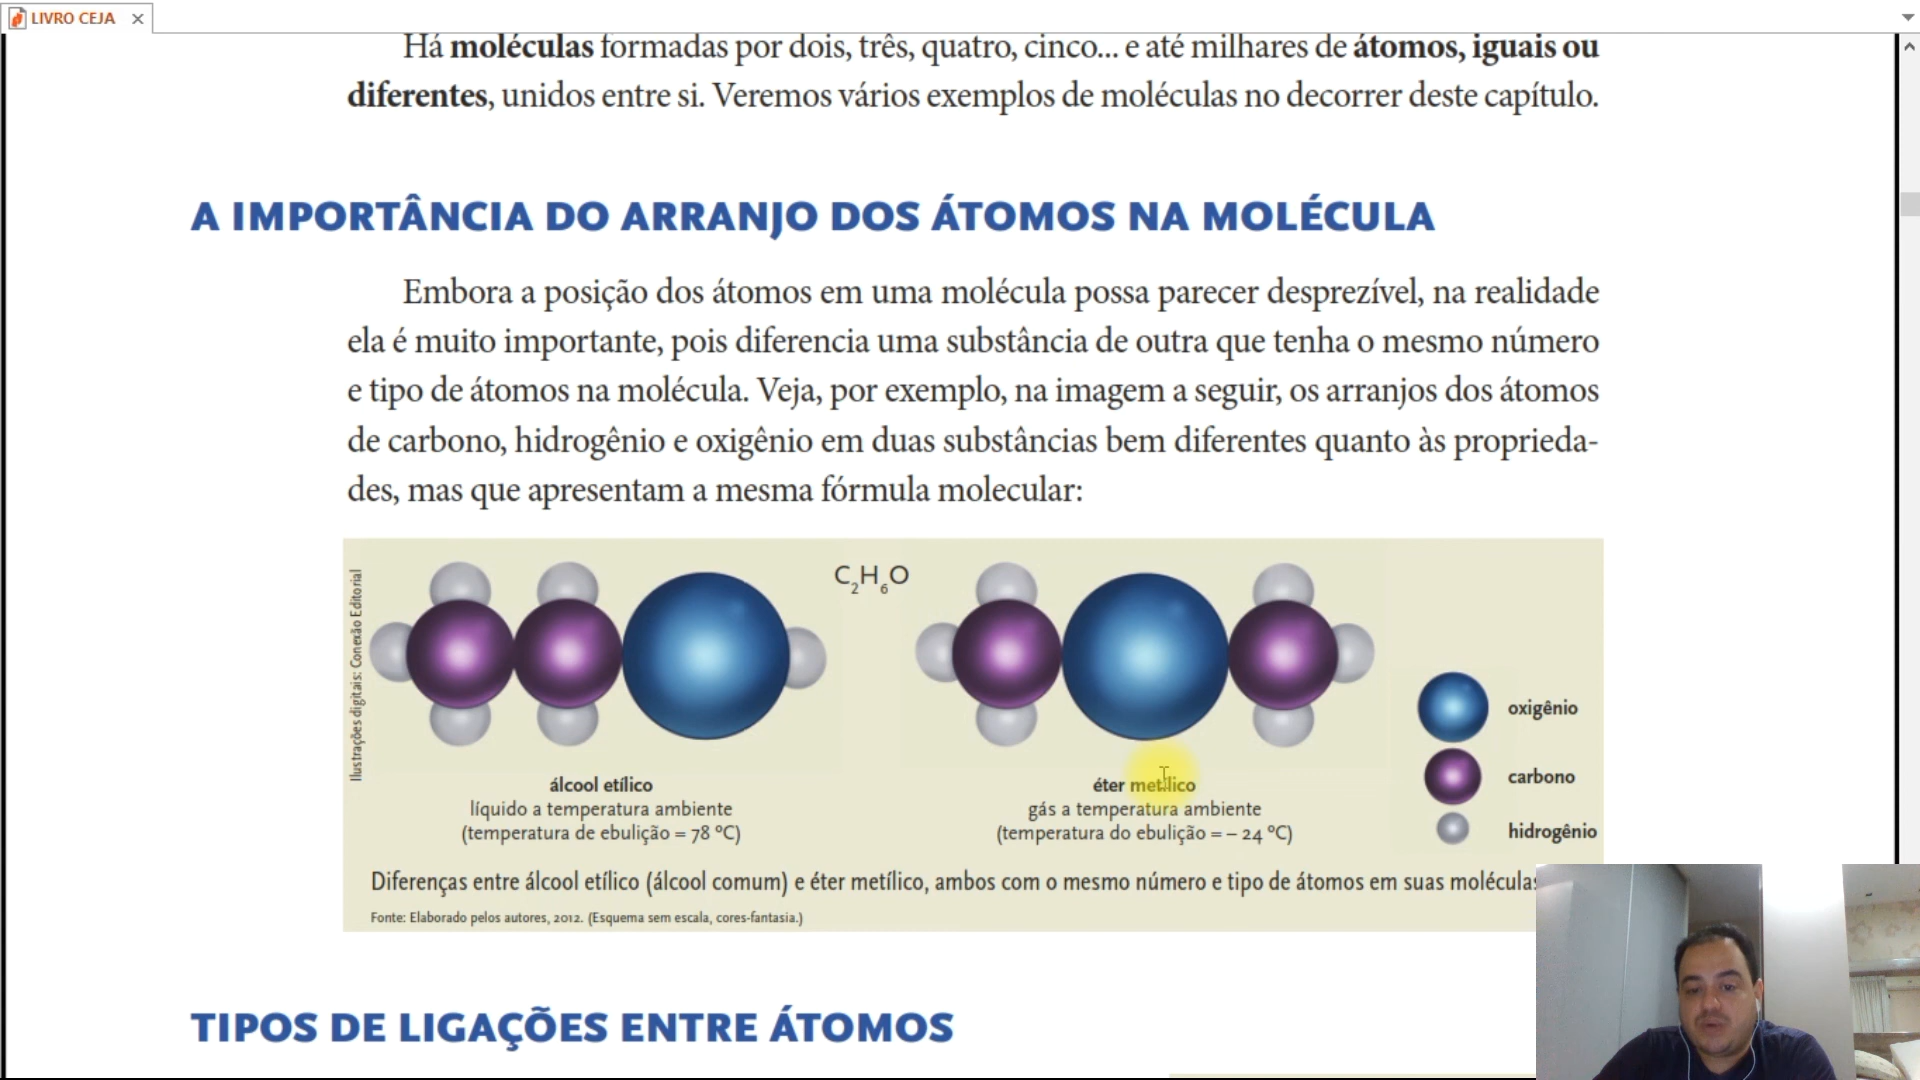 LIVRO CEJA
Há moléculas formadas por dois, três, quatro, cinco... e até milhares de átomos, iguais ou
diferentes, unidos entre si. Veremos vários exemplos de moléculas no decorrer deste capítulo.
A IMPORTÂNCIA DO ARRANJO DOS ÁTOMOS NA MOLÉCULA
Embora a posição dos átomos em uma molécula possa parecer desprezível, na realidade
ela é muito importante, pois diferencia uma substância de outra que tenha o mesmo número
e tipo de átomos na molécula. Veja, por exemplo, na imagem a seguir, os arranjos dos átomos
de carbono, hidrogênio e oxigênio em duas substâncias bem diferentes quanto às proprieda-
des, mas que apresentam a mesma fórmula molecular:
Ilustrações digitais: Conexão Editorial
C₂H₆O
álcool etílico
líquido a temperatura ambiente
(temperatura de ebulição = 78 ºC)
éter metílico
gás a temperatura ambiente
(temperatura do ebulição = – 24 ºC)
oxigênio
carbono
hidrogênio
Diferenças entre álcool etílico (álcool comum) e éter metílico, ambos com o mesmo número e tipo de átomos em suas moléculas
Fonte: Elaborado pelos autores, 2012. (Esquema sem escala, cores-fantasia.)
TIPOS DE LIGAÇÕES ENTRE ÁTOMOS